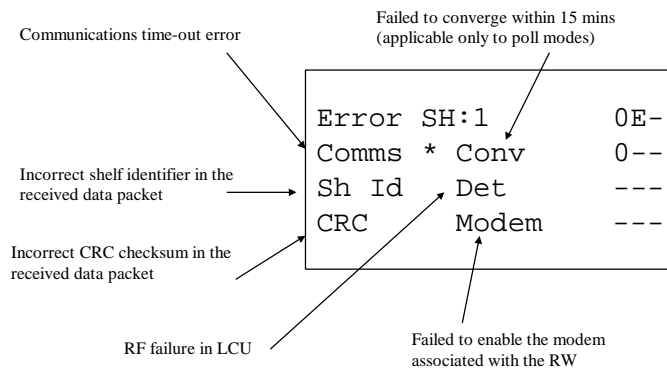 Communications time-out error
Failed to converge within 15 mins
(applicable only to poll modes)
Error SH:1 0E-
Comms * Conv 0--
Sh Id Det ---
CRC Modem ---
Incorrect shelf identifier in the
received data packet
Incorrect CRC checksum in the
received data packet
RF failure in LCU
Failed to enable the modem
associated with the RW